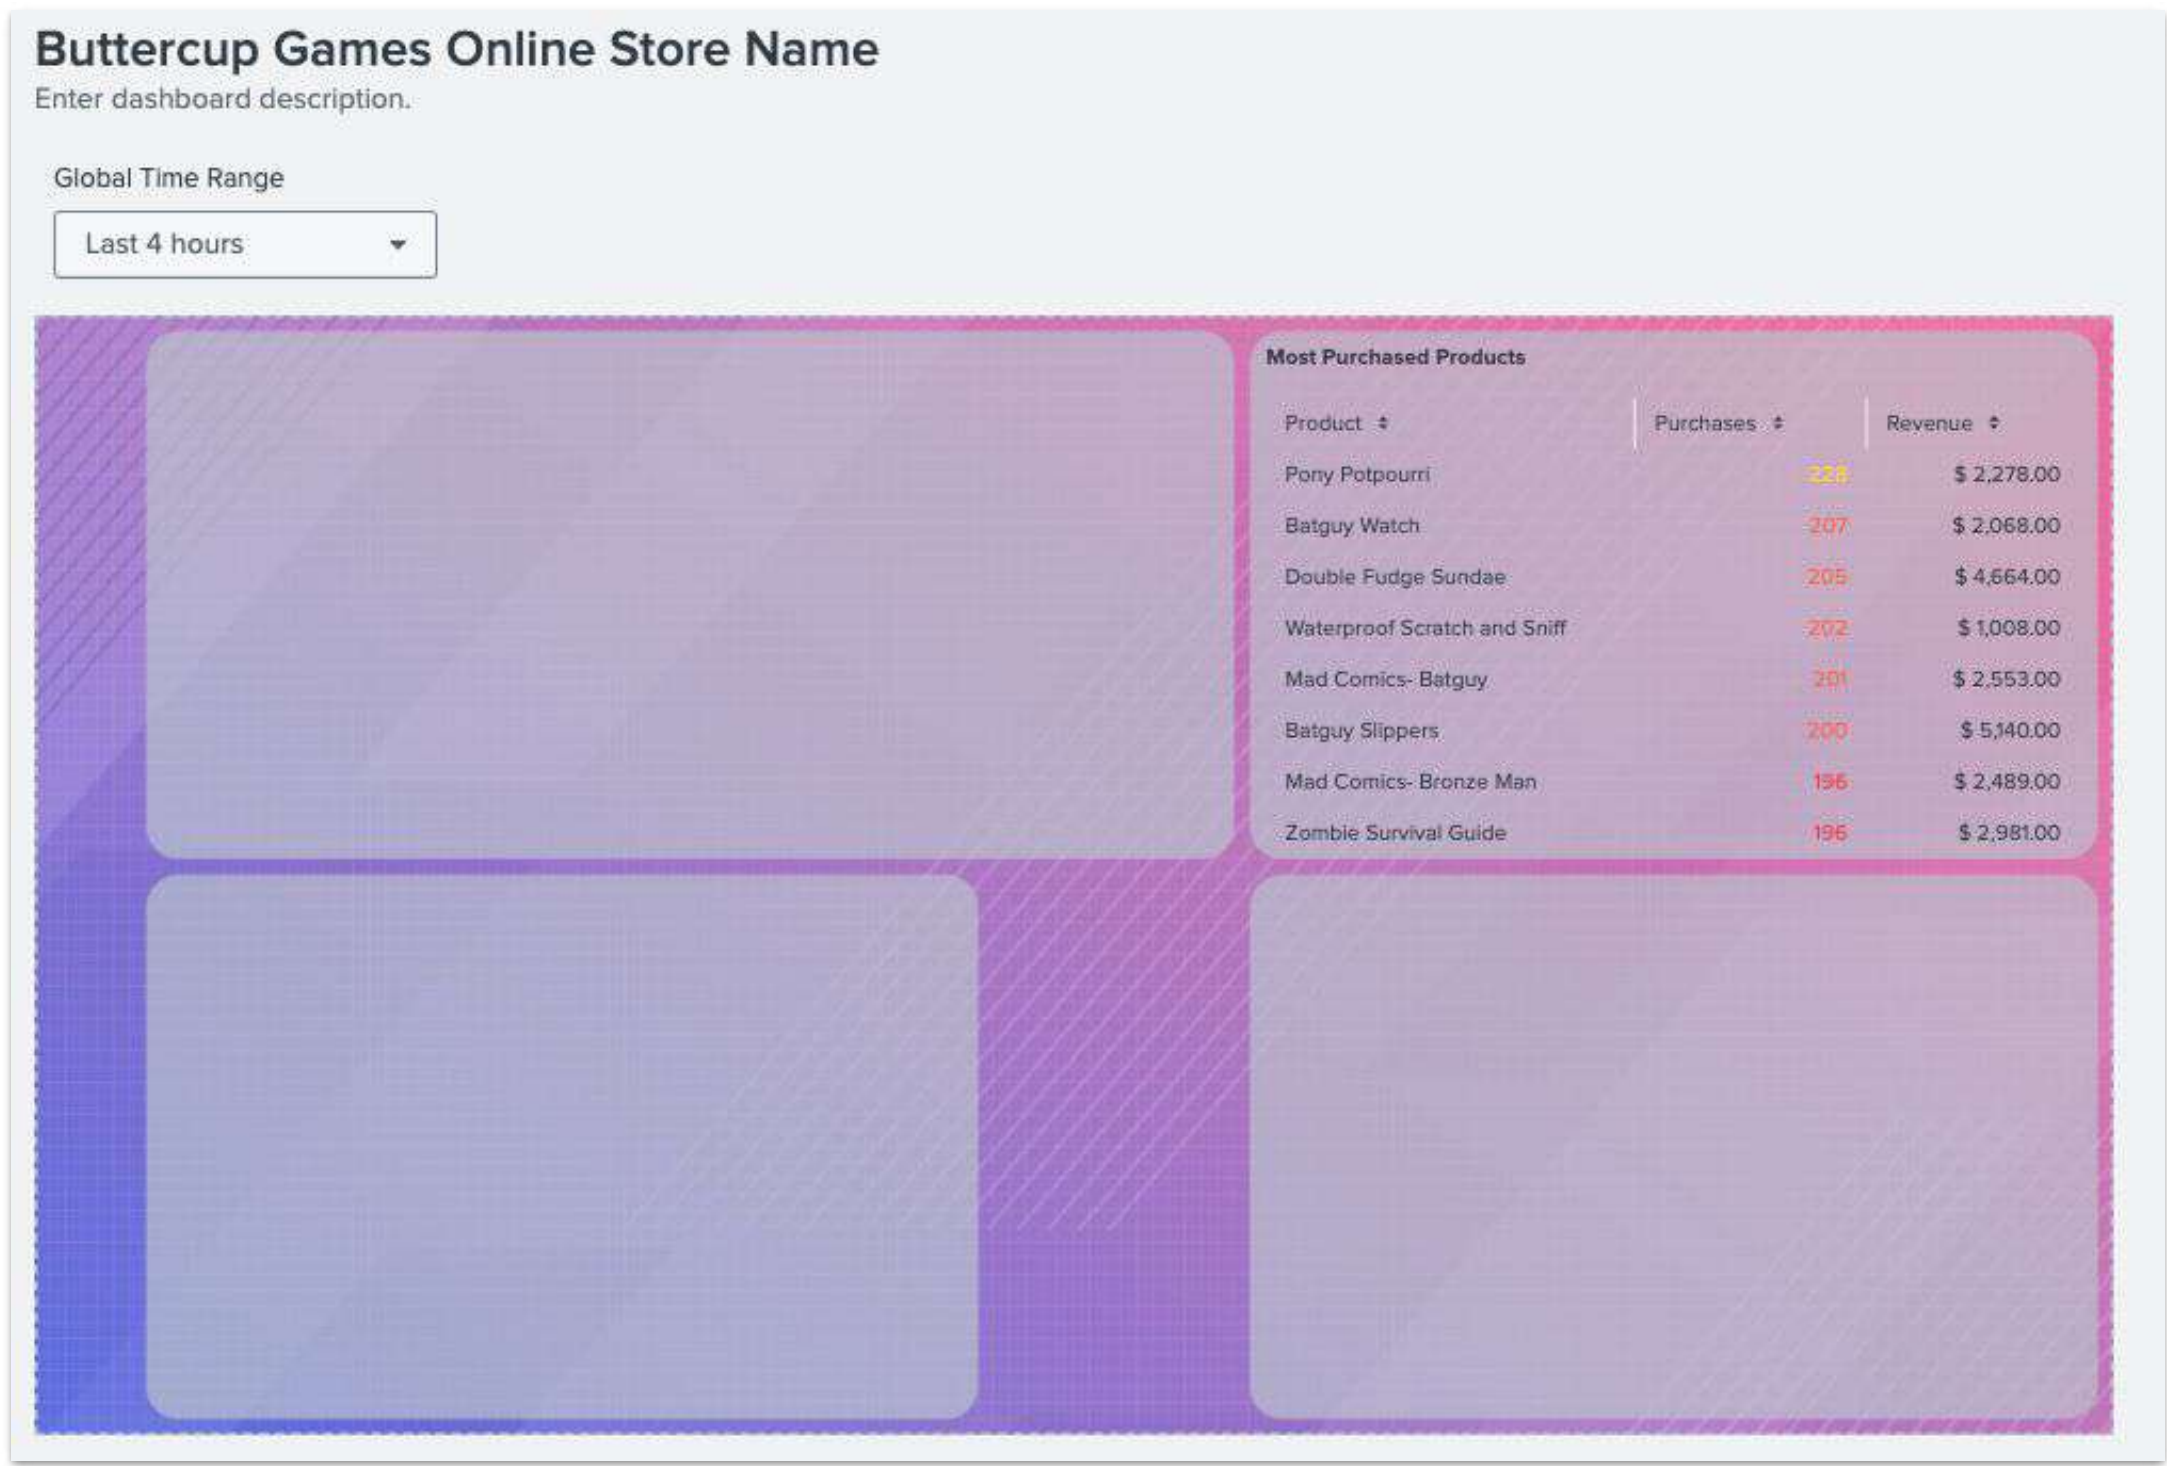 Buttercup Games Online Store Name
Enter dashboard description.
Global Time Range
Last 4 hours
Most Purchased Products
Product Purchases Revenue
Pony Potpourri 228 $ 2,278.00
Batguy Watch 207 $ 2,068.00
Double Fudge Sundae 205 $ 4,664.00
Waterproof Scratch and Sniff 202 $ 1,008.00
Mad Comics- Batguy 201 $ 2,553.00
Batguy Slippers 200 $ 5,140.00
Mad Comics- Bronze Man 196 $ 2,489.00
Zombie Survival Guide 196 $ 2,981.00